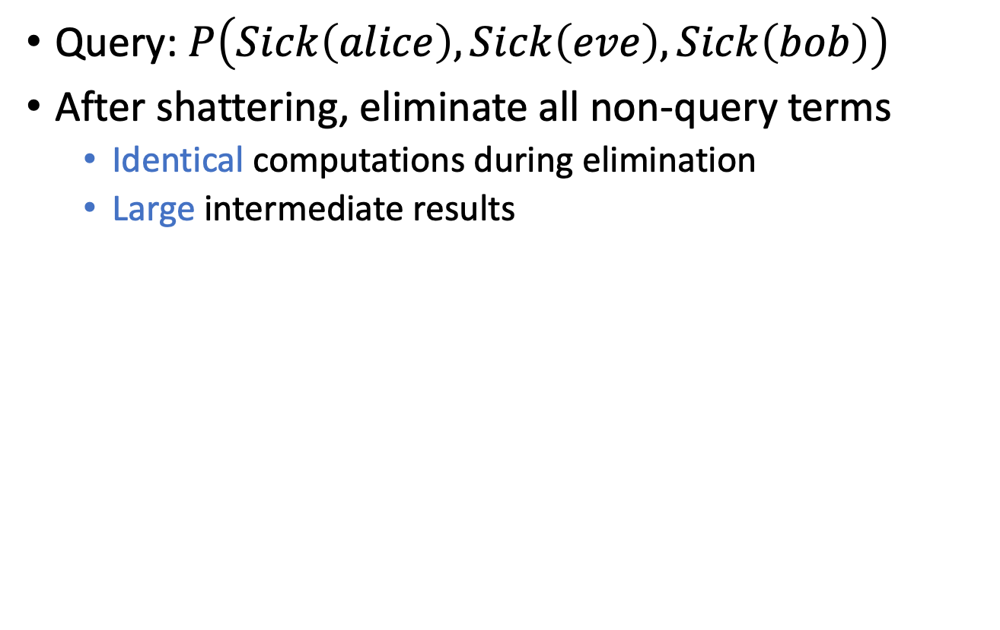 • Query: P(Sick(alice), Sick(eve), Sick(bob))
• After shattering, eliminate all non-query terms
• Identical computations during elimination
• Large intermediate results